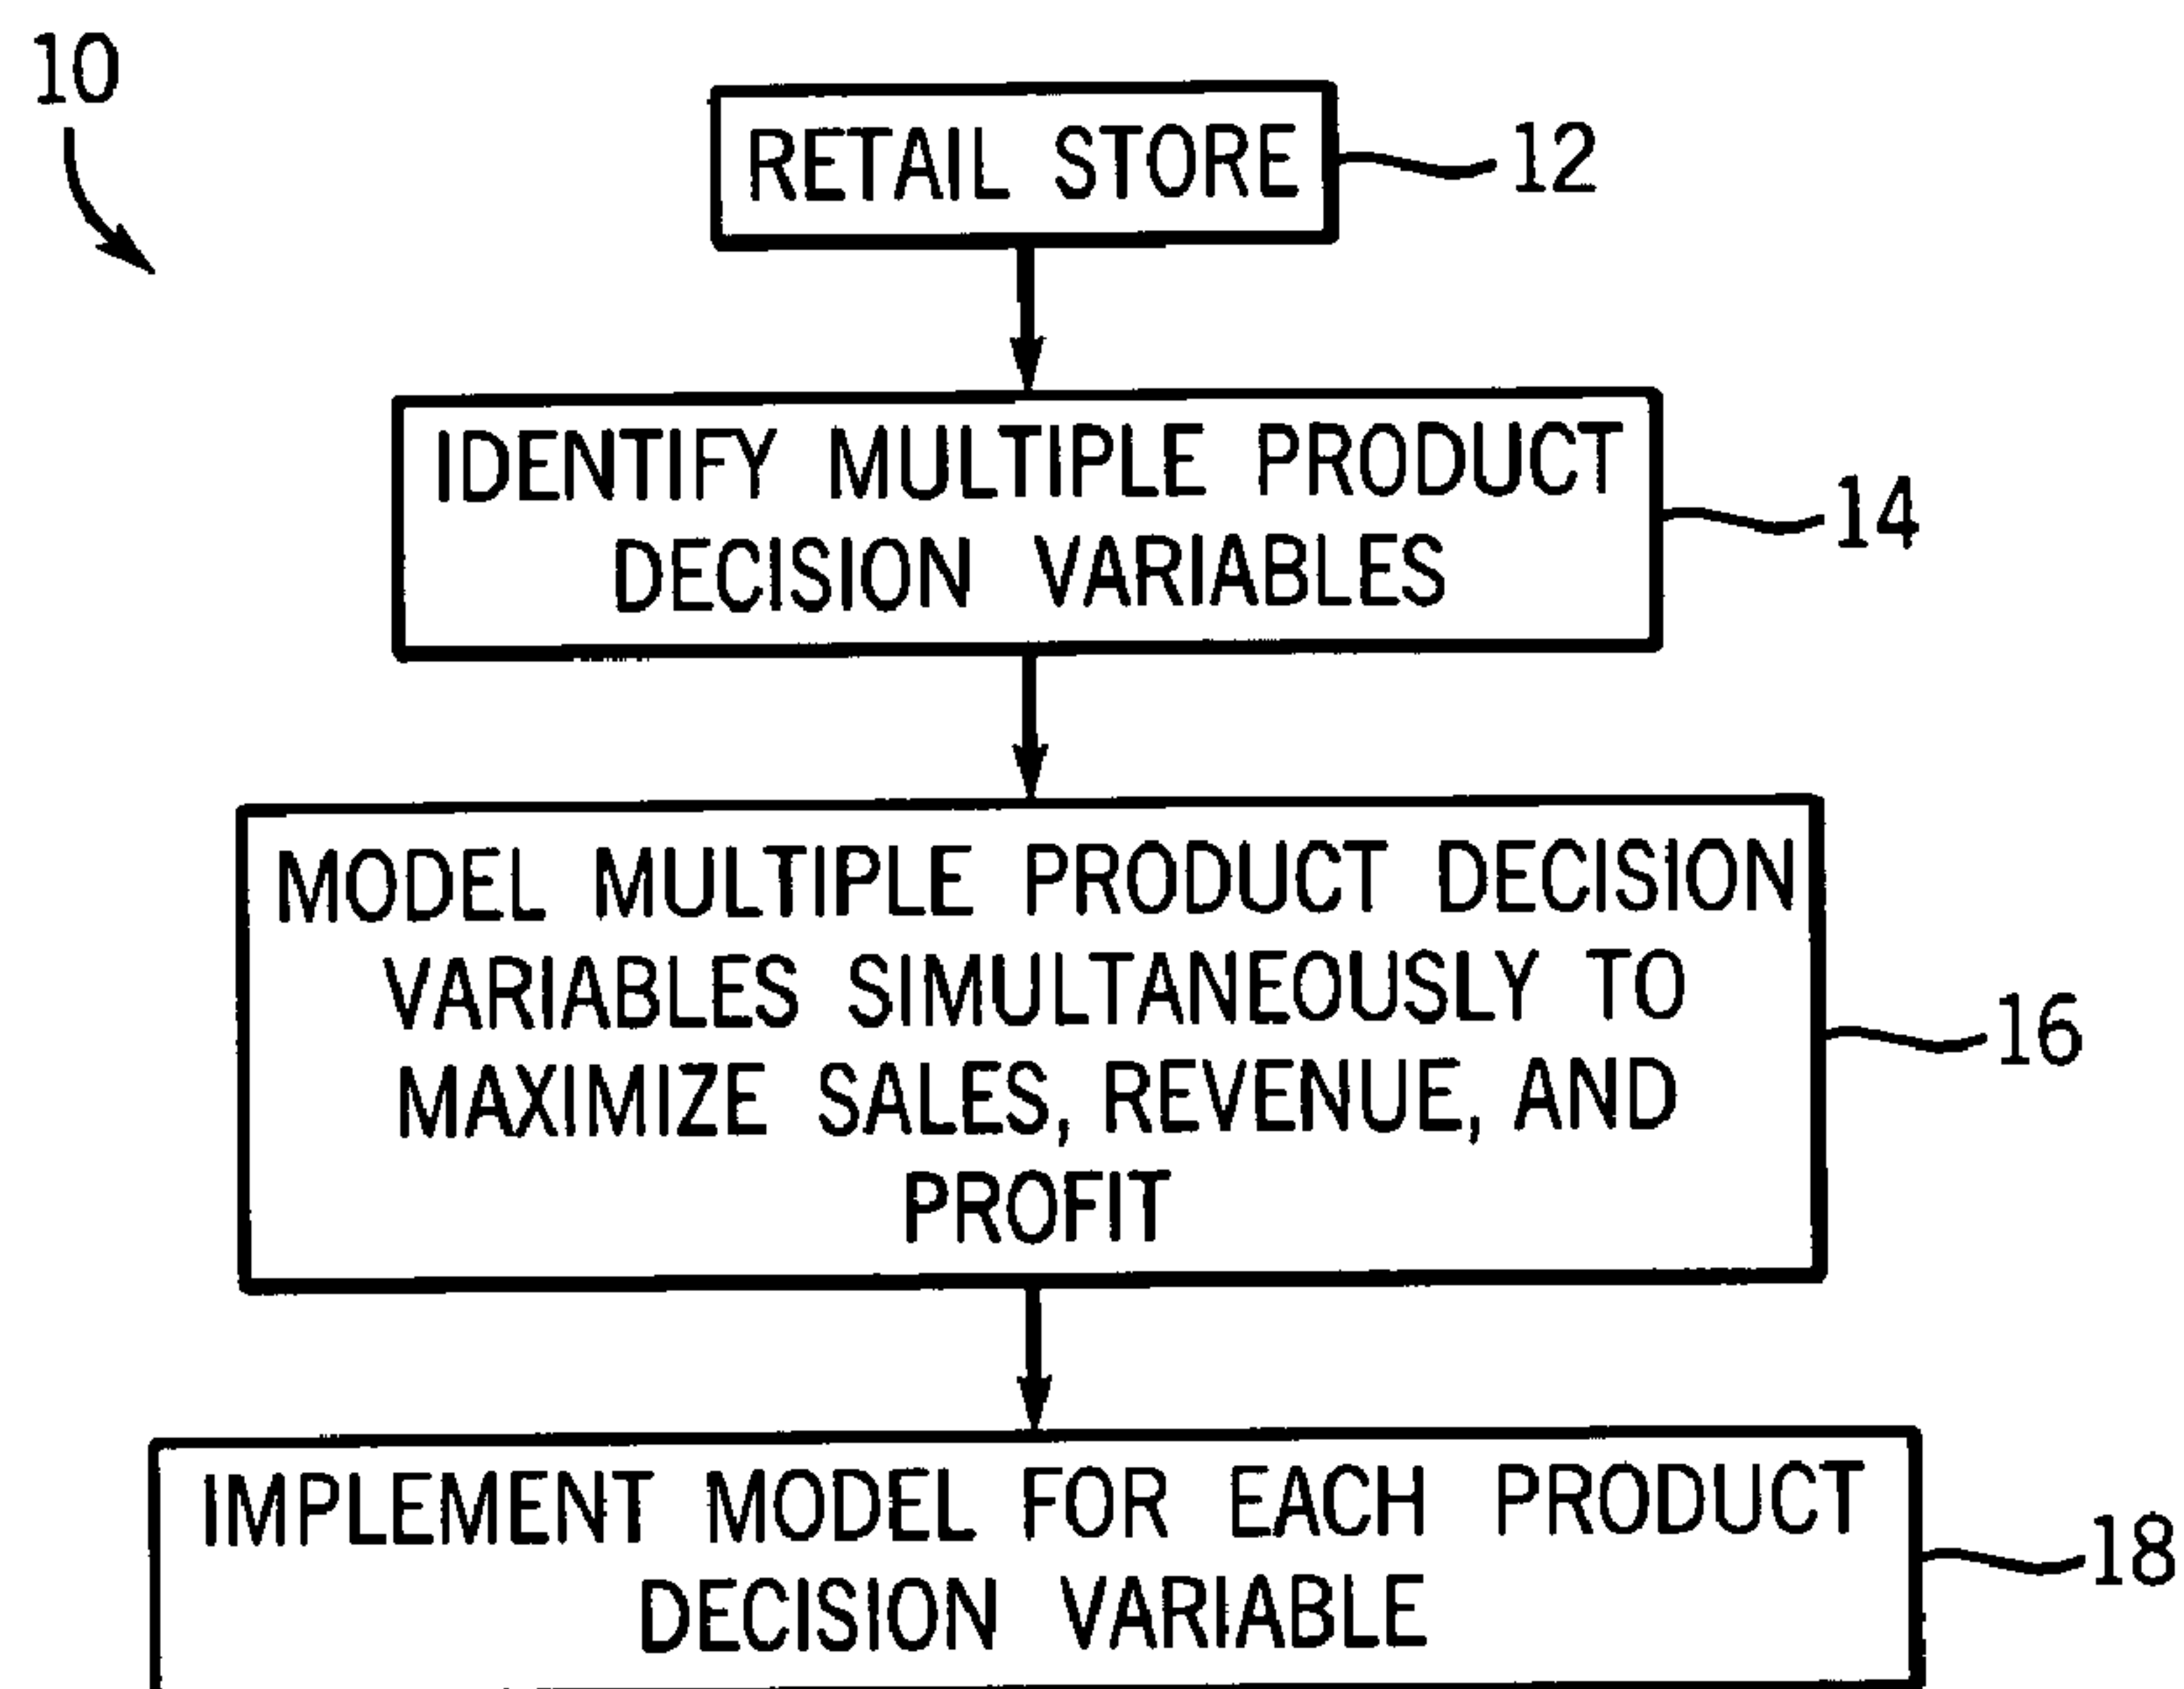 10
RETAIL STORE
12
IDENTIFY MULTIPLE PRODUCT
DECISION VARIABLES
14
MODEL MULTIPLE PRODUCT DECISION
VARIABLES SIMULTANEOUSLY TO
MAXIMIZE SALES, REVENUE, AND
PROFIT
16
IMPLEMENT MODEL FOR EACH PRODUCT
DECISION VARIABLE
18